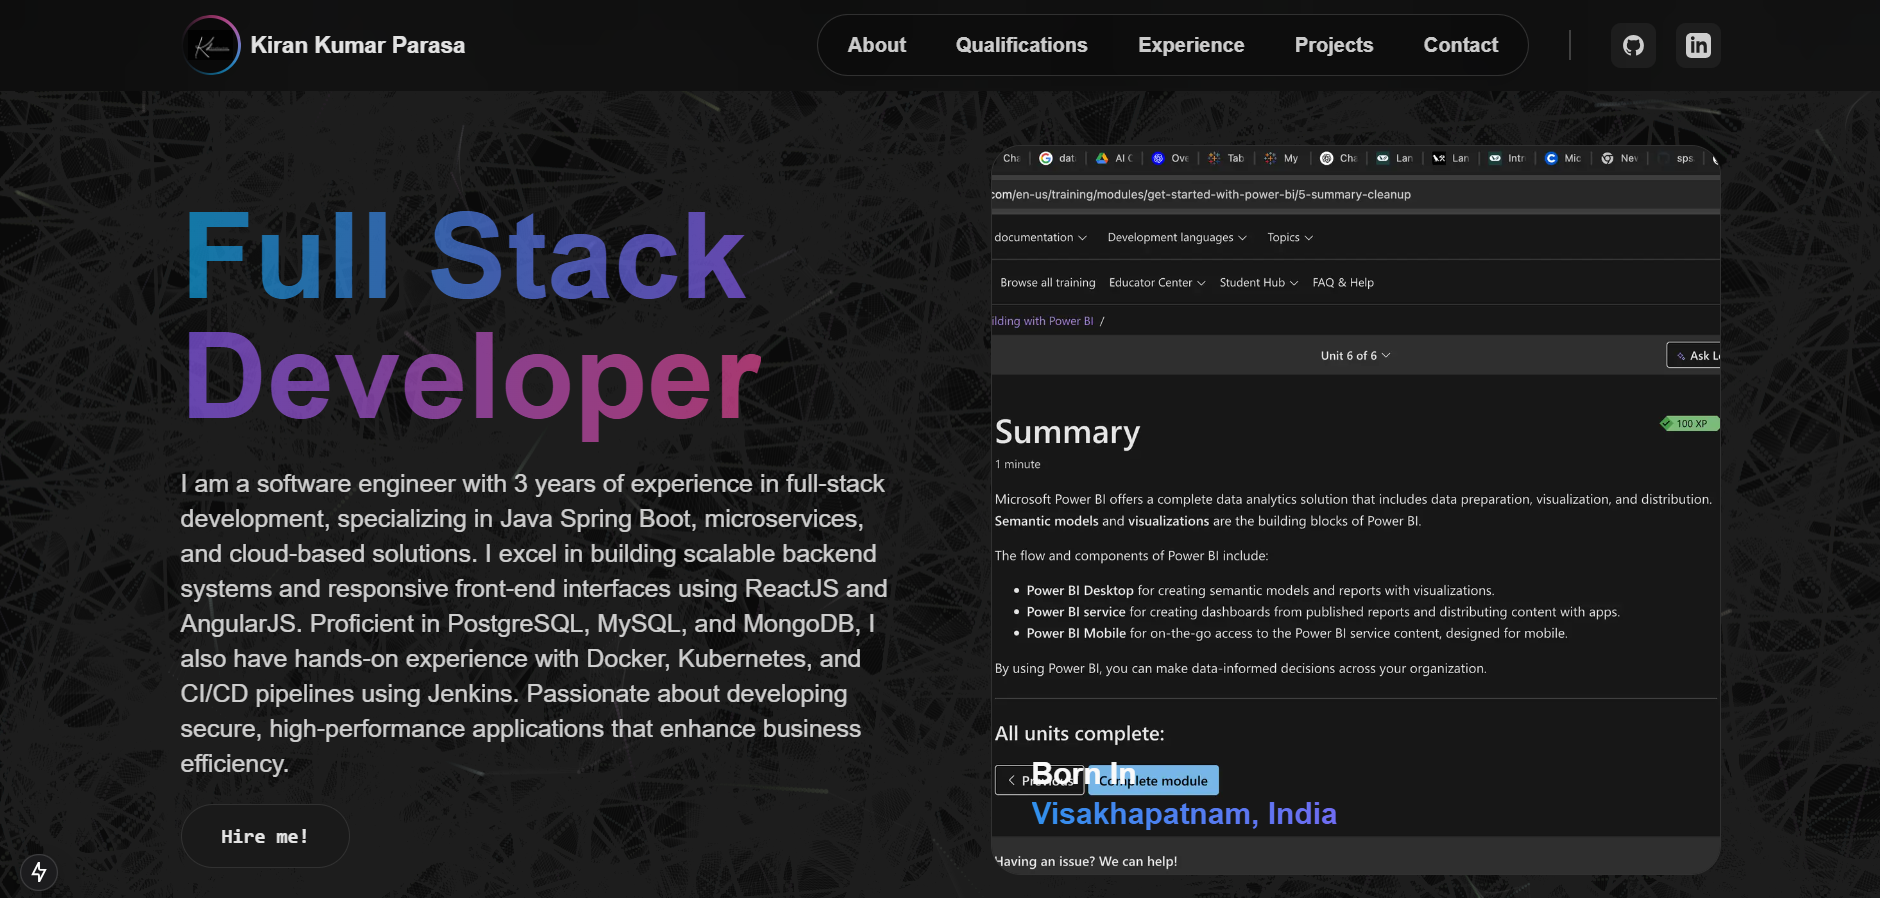 Kiran Kumar Parasa
About Qualifications Experience Projects Contact
Full Stack
Developer
I am a software engineer with 3 years of experience in full-stack
development, specializing in Java Spring Boot, microservices,
and cloud-based solutions. I excel in building scalable backend
systems and responsive front-end interfaces using ReactJS and
AngularJS. Proficient in PostgreSQL, MySQL, and MongoDB, I
also have hands-on experience with Docker, Kubernetes, and
CI/CD pipelines using Jenkins. Passionate about developing
secure, high-performance applications that enhance business
efficiency.
Hire me!
Cha dat AI Ove Tab My Cha Lan Lan Intr Mic Nev sps
com/en-us/training/modules/get-started-with-power-bi/5-summary-cleanup
documentation Development languages Topics
Browse all training Educator Center Student Hub FAQ & Help
ilding with Power BI /
Unit 6 of 6
Ask Le
Summary
100 XP
1 minute
Microsoft Power BI offers a complete data analytics solution that includes data preparation, visualization, and distribution.
Semantic models and visualizations are the building blocks of Power BI.
The flow and components of Power BI include:
• Power BI Desktop for creating semantic models and reports with visualizations.
• Power BI service for creating dashboards from published reports and distributing content with apps.
• Power BI Mobile for on-the-go access to the Power BI service content, designed for mobile.
By using Power BI, you can make data-informed decisions across your organization.
All units complete:
Previous Complete module
Born In
Visakhapatnam, India
Having an issue? We can help!